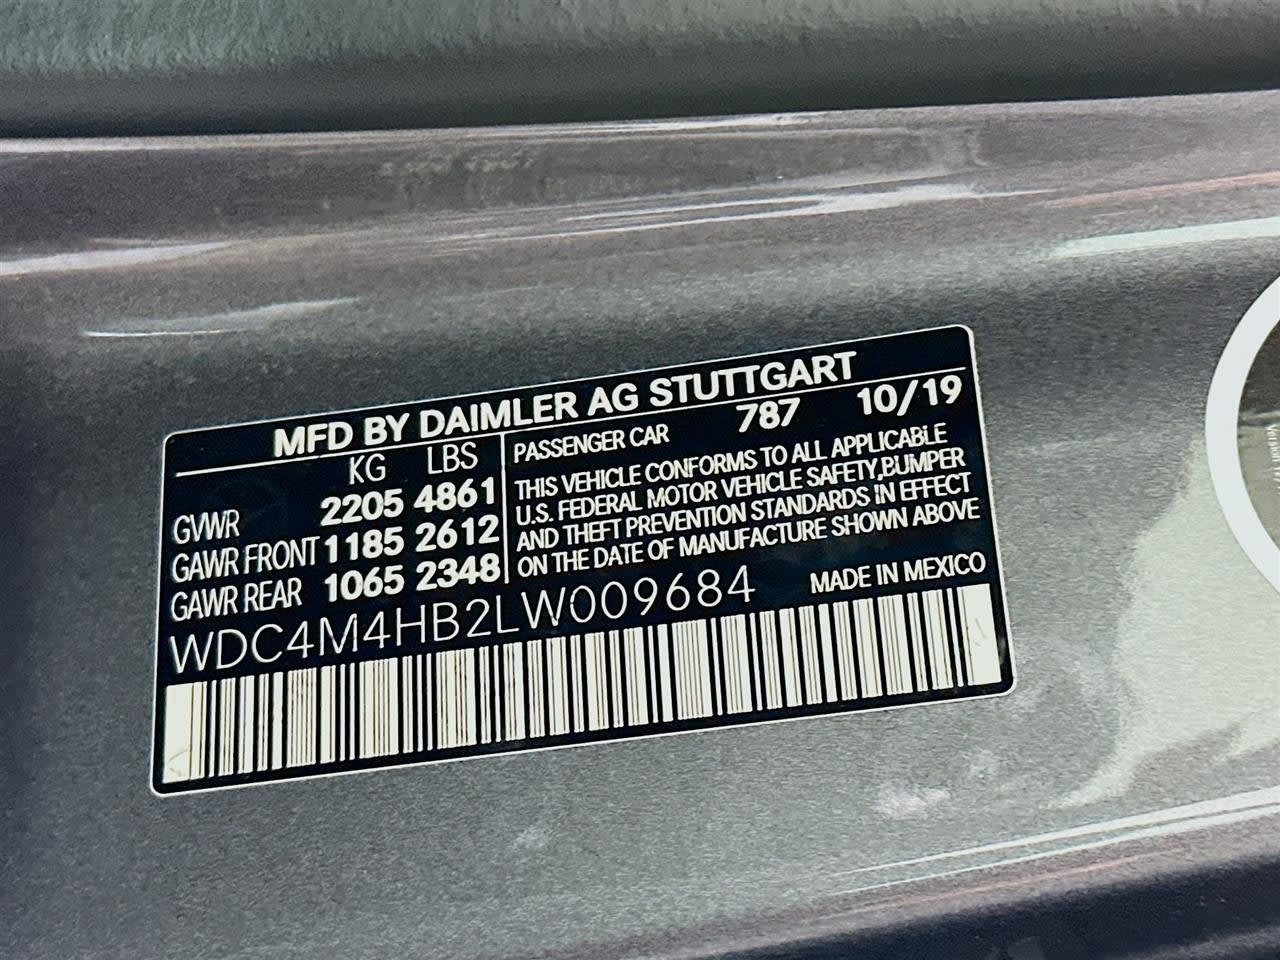 MFD BY DAIMLER AG STUTTGART
KG LBS
GVWR 2205 4861
GAWR FRONT 1185 2612
GAWR REAR 1065 2348
PASSENGER CAR 787 10/19
THIS VEHICLE CONFORMS TO ALL APPLICABLE
U.S. FEDERAL MOTOR VEHICLE SAFETY,BUMPER
AND THEFT PREVENTION STANDARDS IN EFFECT
ON THE DATE OF MANUFACTURE SHOWN ABOVE
WDC4M4HB2LW009684 MADE IN MEXICO